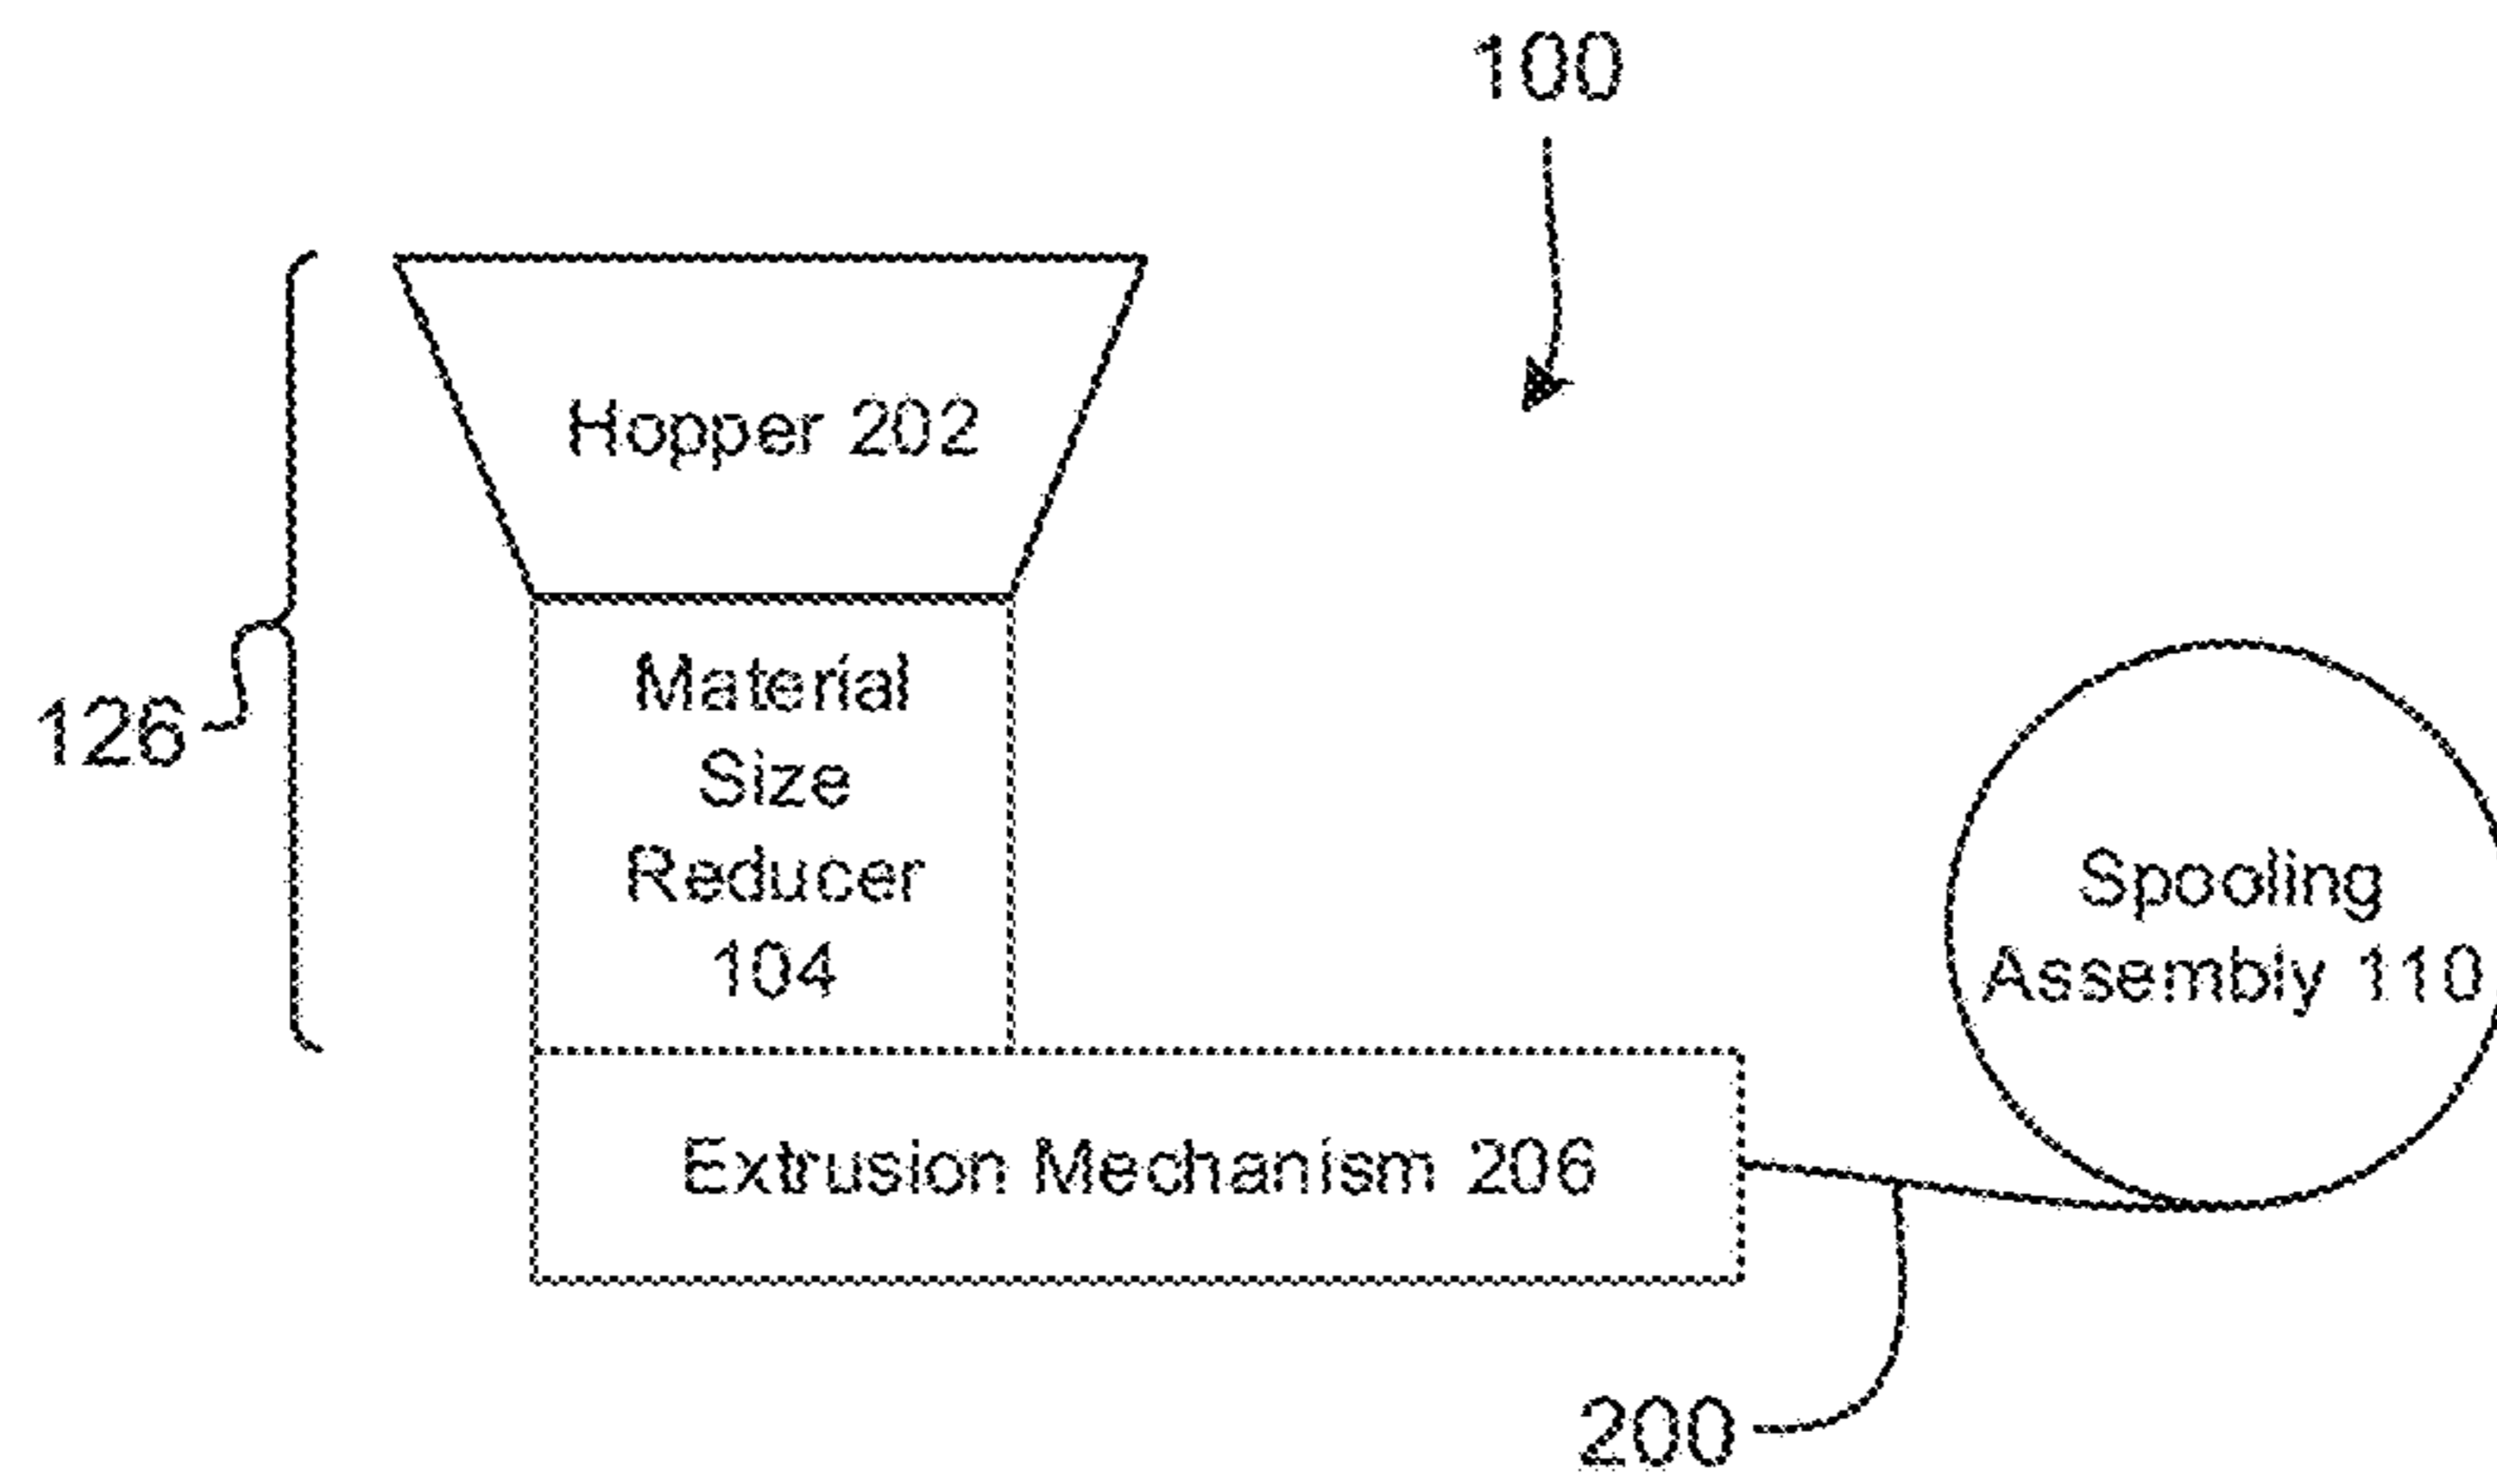 100
Hopper 202
Material
Size
Reducer
104
126
Spooling
Assembly 110
Extrusion Mechanism 206
200